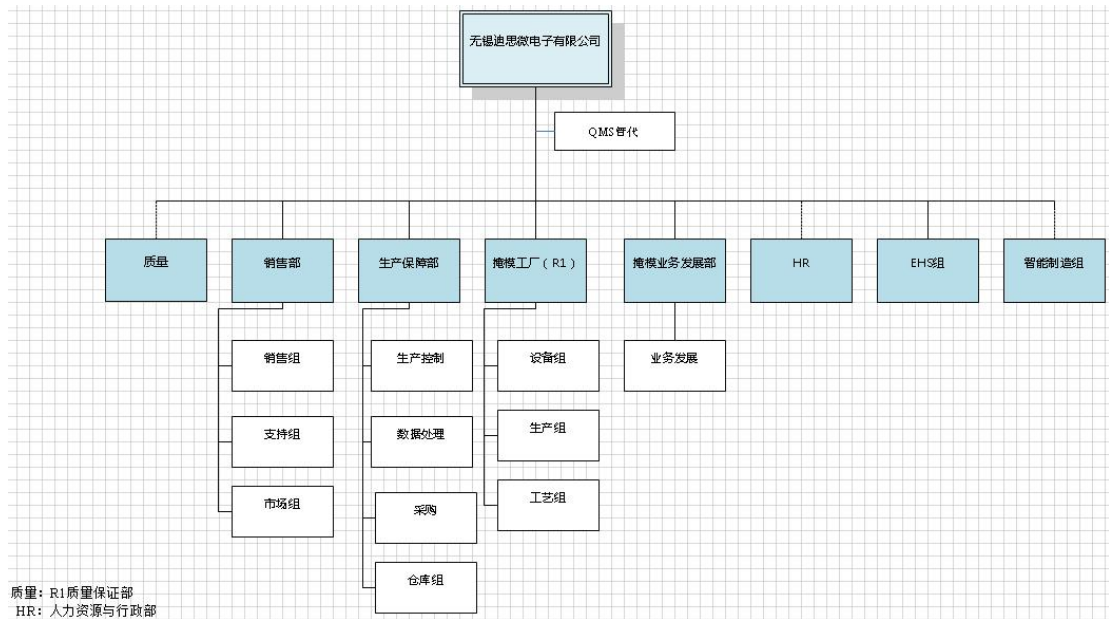 无锡迪思微电子有限公司
QMS管代
质量
销售部
生产保障部
掩模工厂（R1）
掩模业务发展部
HR
EHS组
智能制造组
销售组
生产控制
设备组
业务发展
支持组
数据处理
生产组
市场组
采购
工艺组
仓库组
质量：R1质量保证部
HR：人力资源与行政部